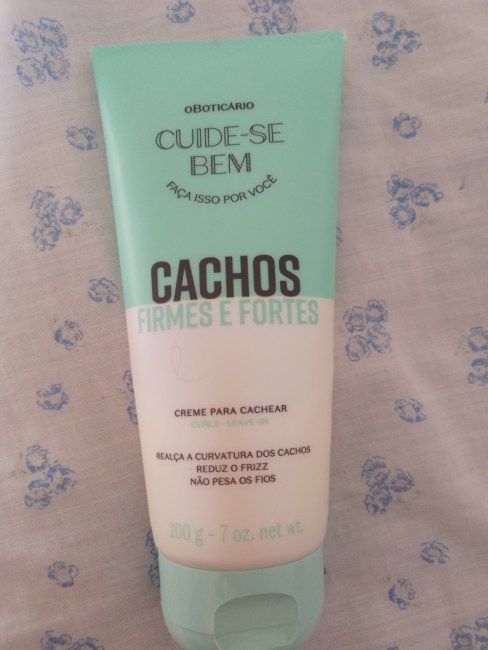 oBoticário
CUIDE-SE
BEM
FAÇA ISSO POR VOCÊ
CACHOS
FIRMES E FORTES
CREME PARA CACHEAR
CURLS - LEAVE-IN
REALÇA A CURVATURA DOS CACHOS
REDUZ O FRIZZ
NÃO PESA OS FIOS
200 g - 7 oz. net wt.